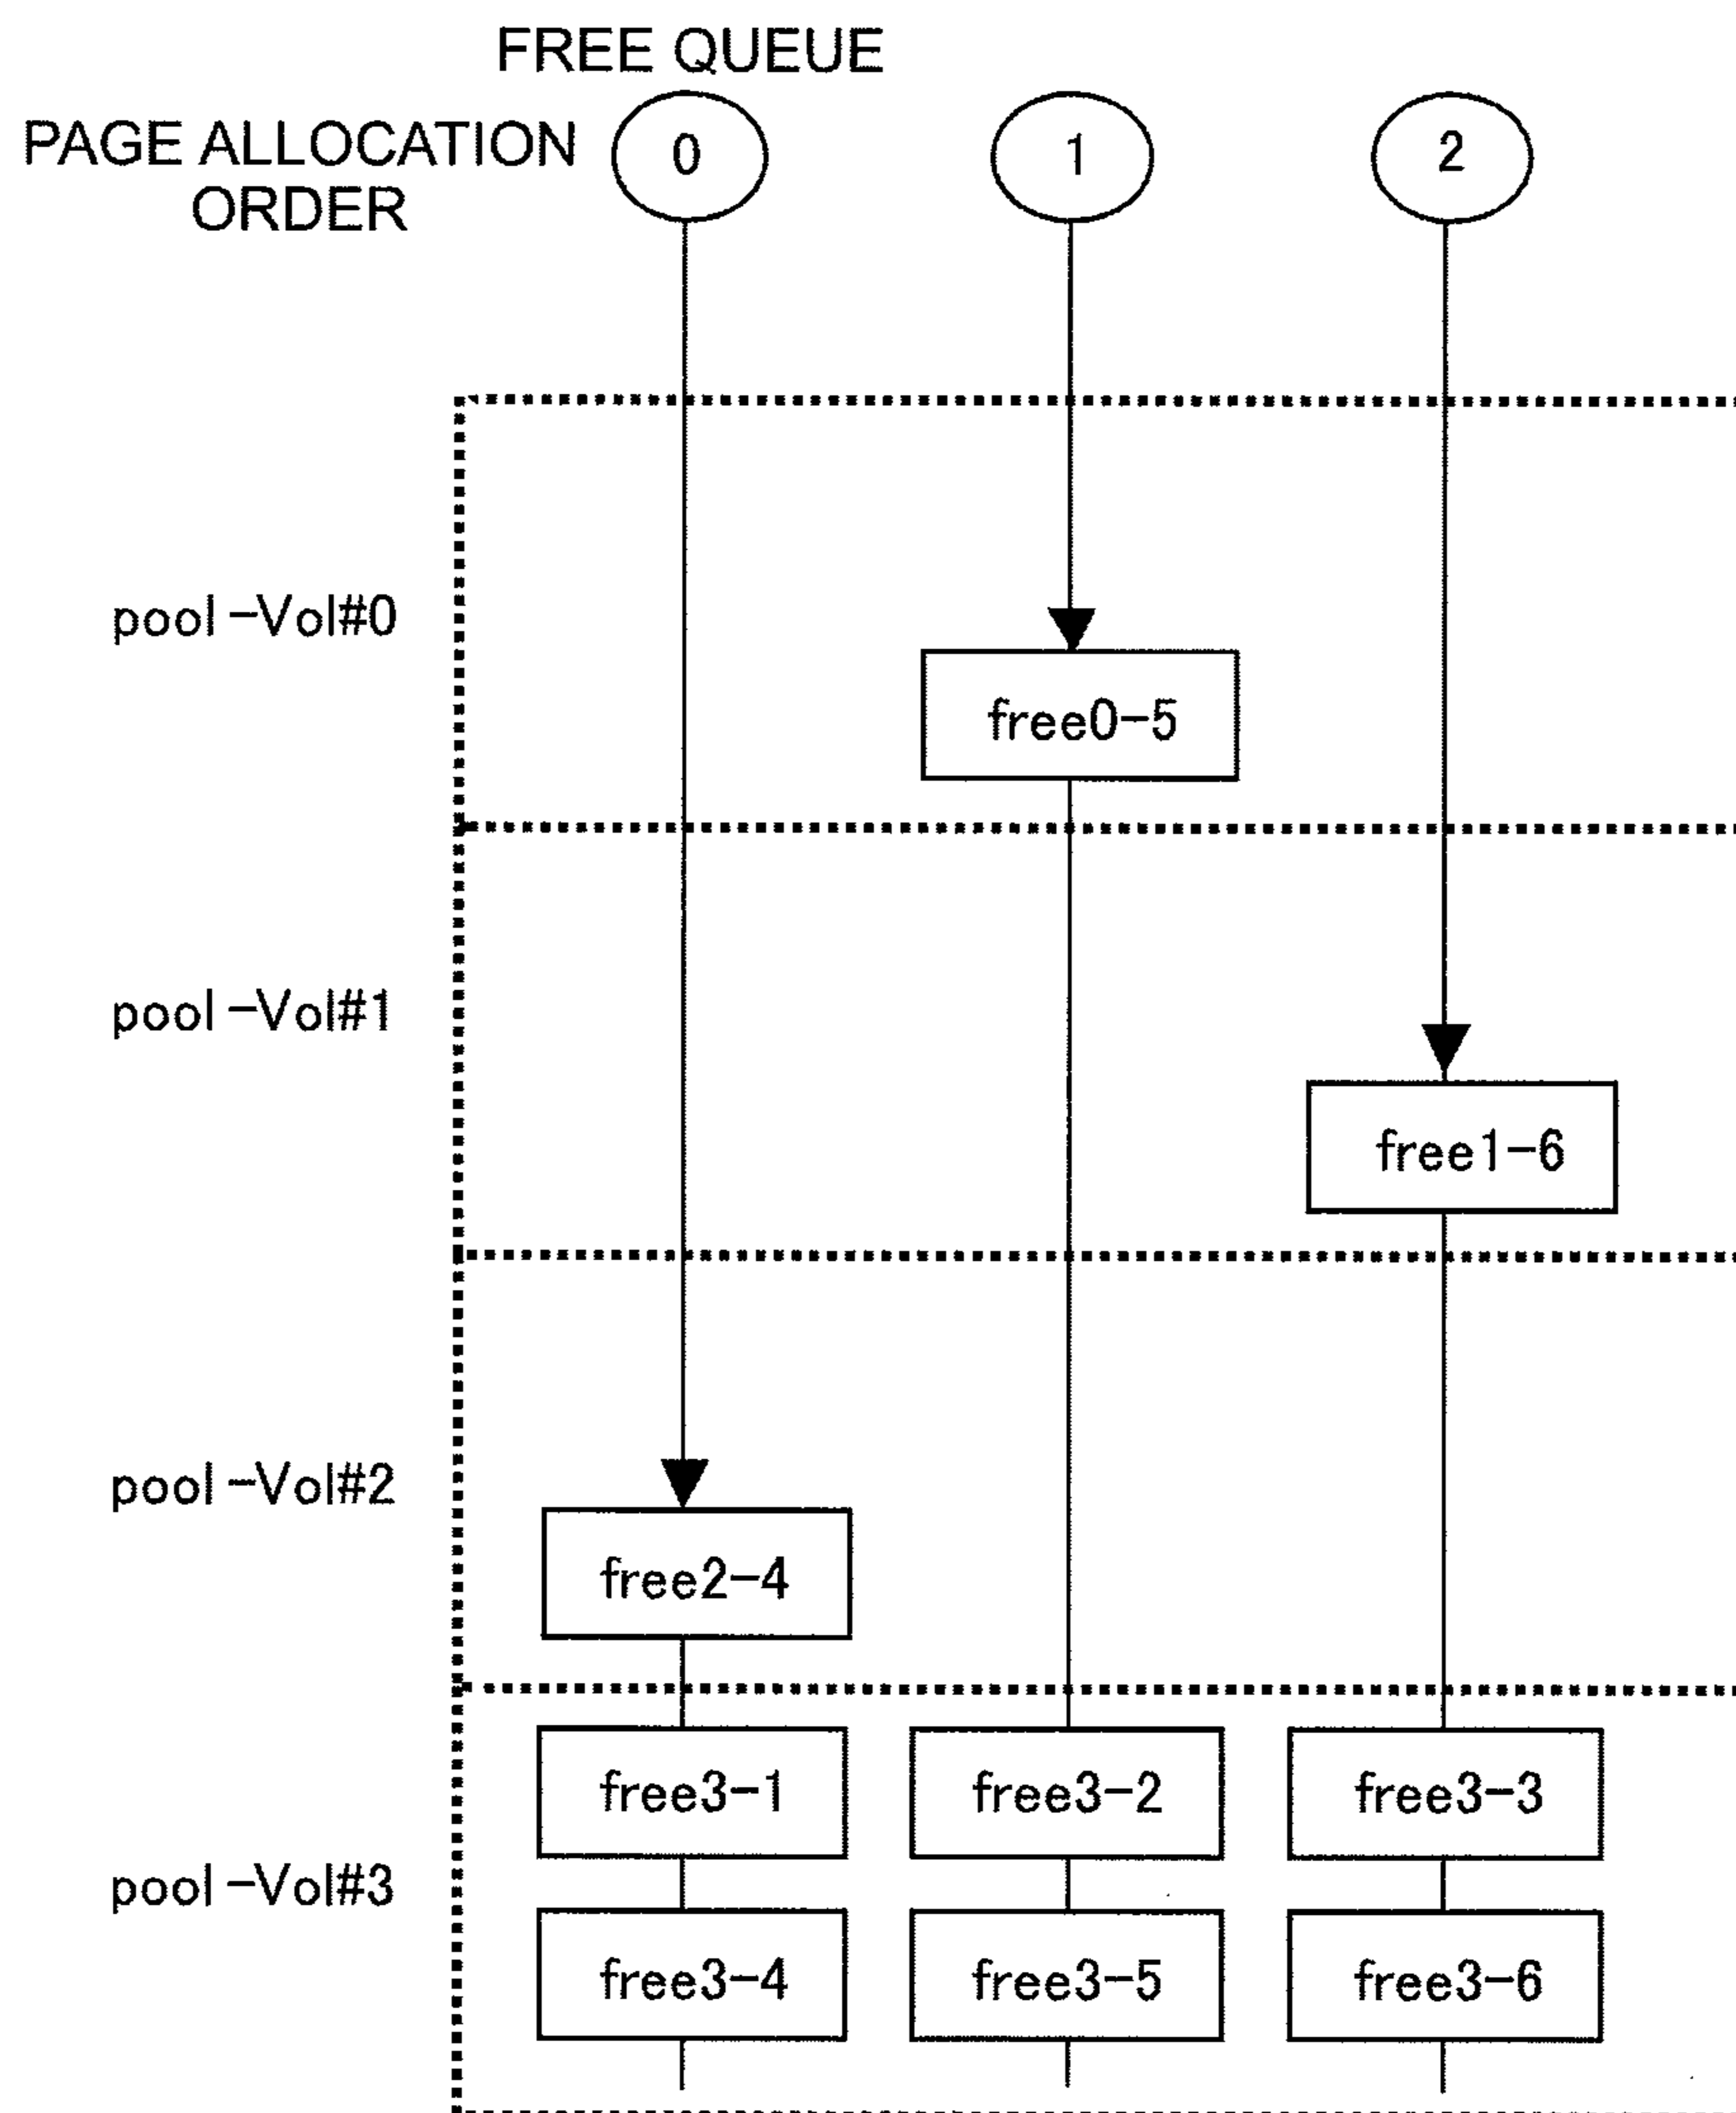 FREE QUEUE
PAGE ALLOCATION
ORDER
0
1
2
pool-Vol#0
free0-5
pool-Vol#1
free1-6
pool-Vol#2
free2-4
pool-Vol#3
free3-1
free3-2
free3-3
free3-4
free3-5
free3-6